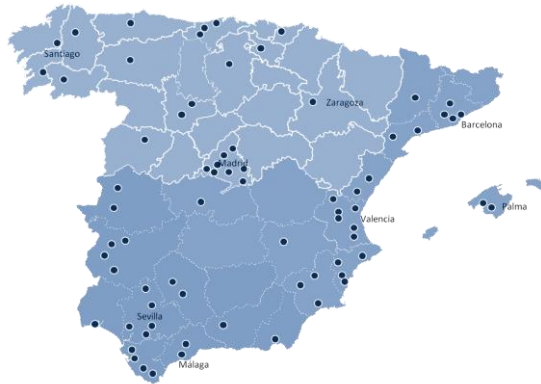 Santiago
Zaragoza
Barcelona
Madrid
Palma
Valencia
Sevilla
Málaga